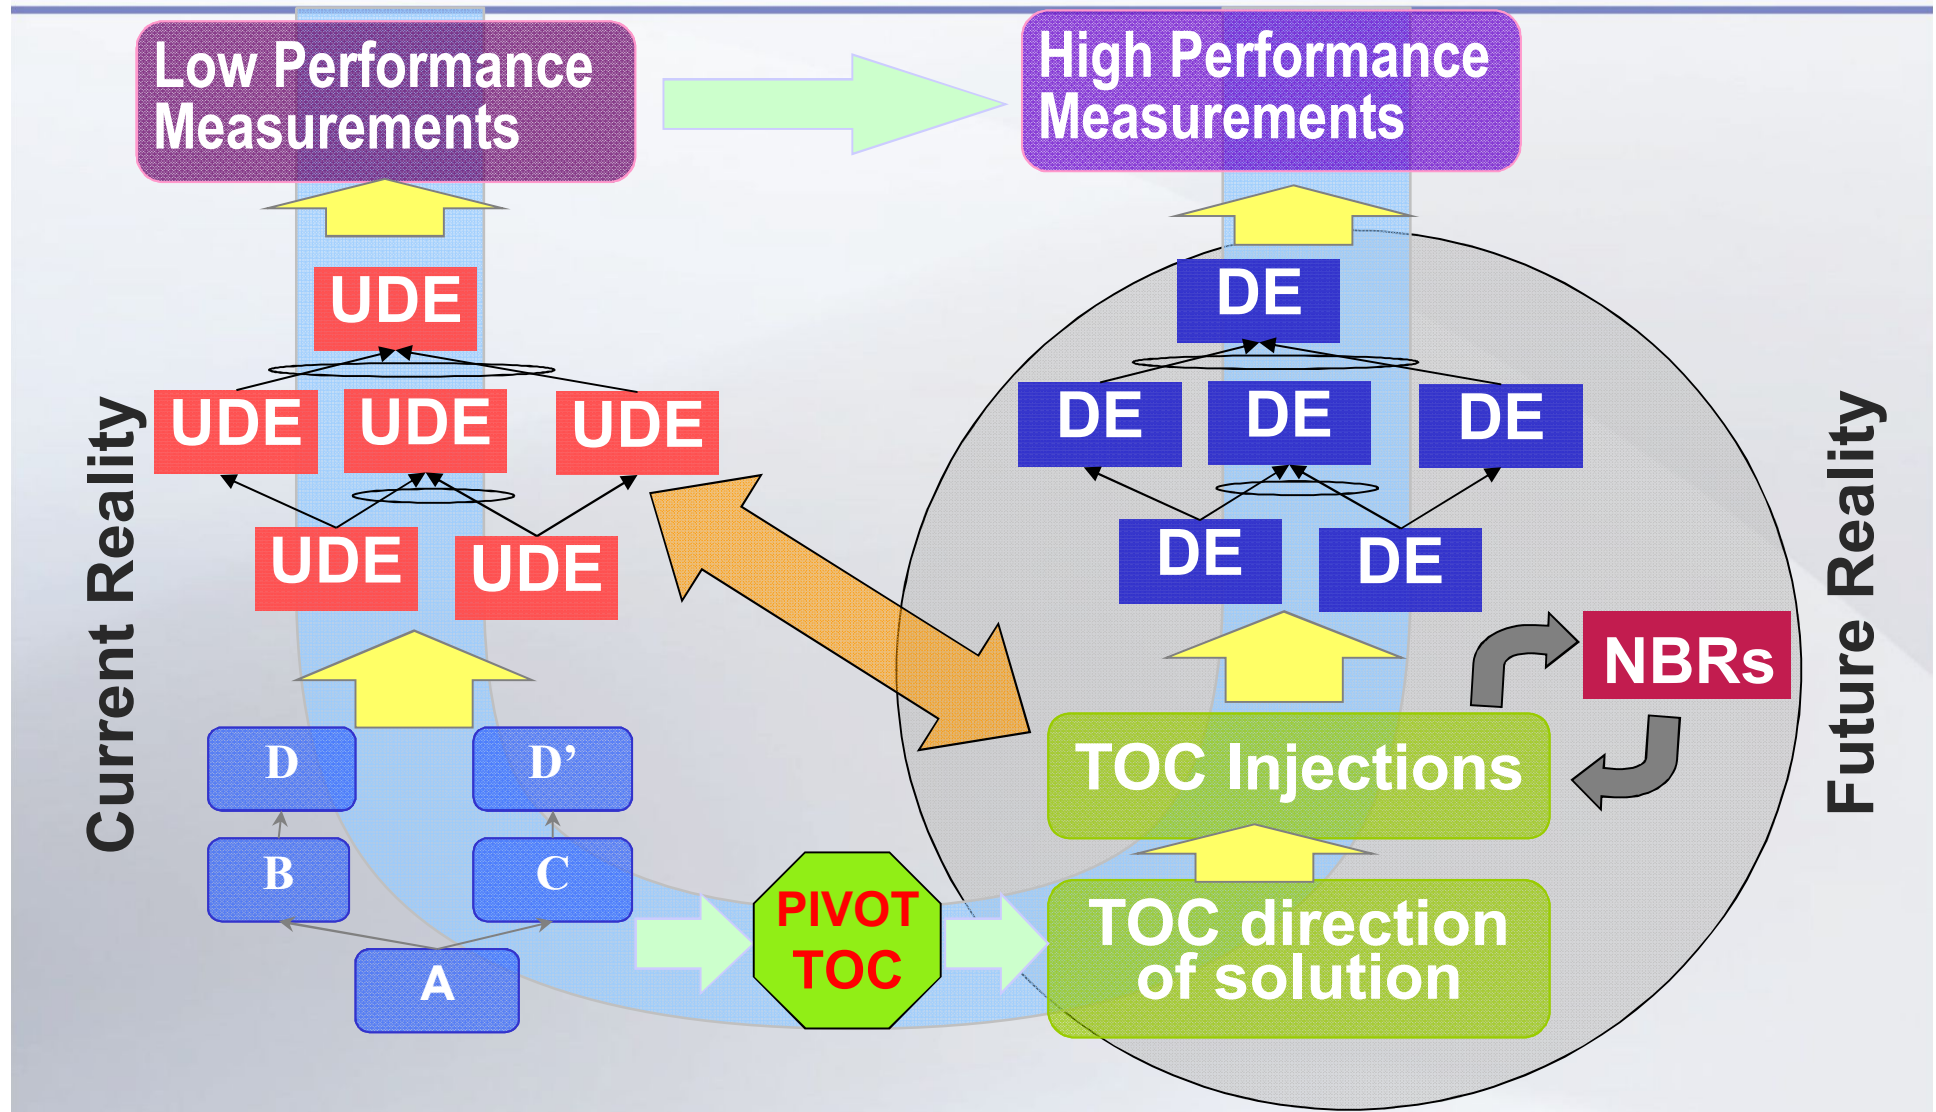 Low Performance
Measurements
High Performance
Measurements
Current Reality
UDE
UDE
UDE
UDE
UDE
UDE
D
D’
B
C
A
PIVOT
TOC
DE
DE
DE
DE
DE
DE
NBRs
TOC Injections
TOC direction
of solution
Future Reality